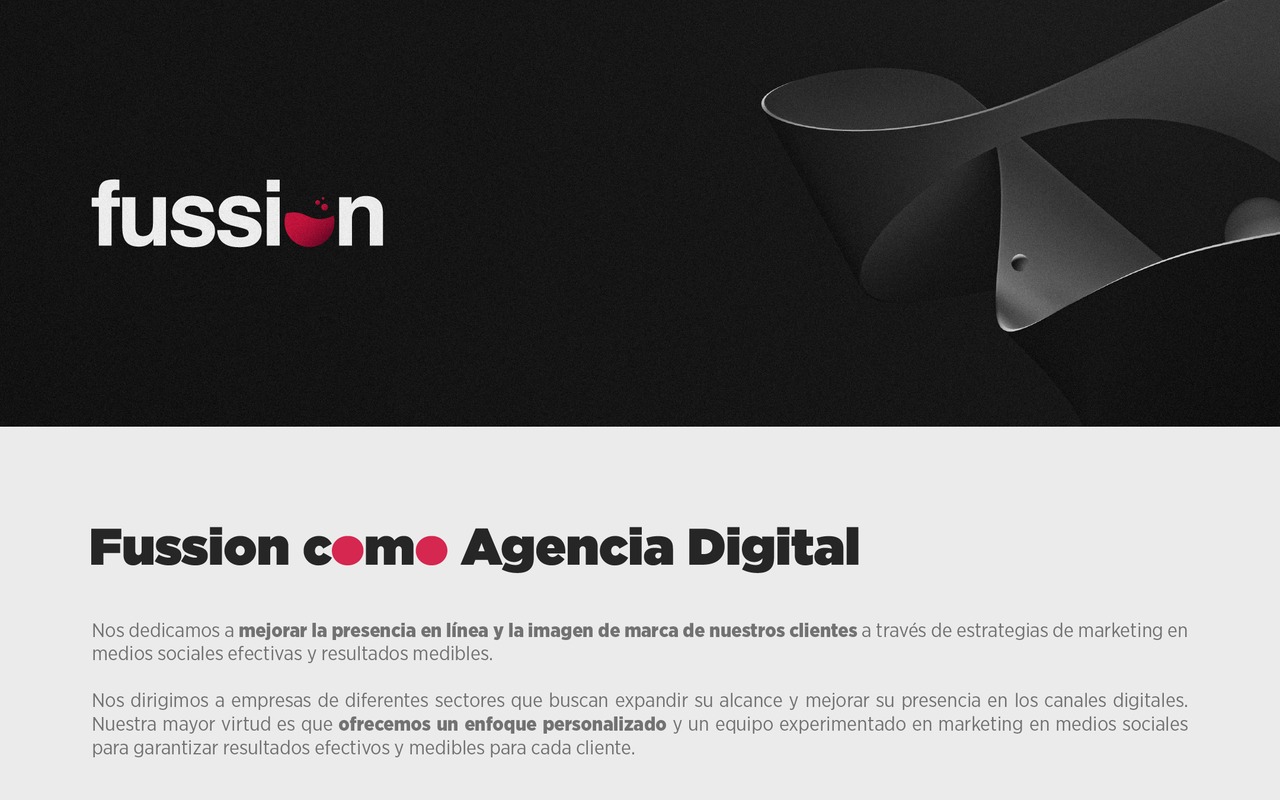 fussion
Fussion como Agencia Digital
Nos dedicamos a mejorar la presencia en línea y la imagen de marca de nuestros clientes a través de estrategias de marketing en
medios sociales efectivas y resultados medibles.
Nos dirigimos a empresas de diferentes sectores que buscan expandir su alcance y mejorar su presencia en los canales digitales.
Nuestra mayor virtud es que ofrecemos un enfoque personalizado y un equipo experimentado en marketing en medios sociales
para garantizar resultados efectivos y medibles para cada cliente.